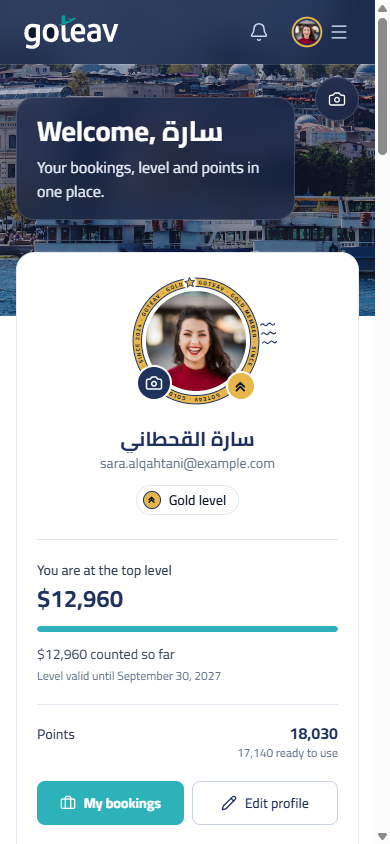 goteav
Welcome, سارة
Your bookings, level and points in
one place.
سارة القحطاني
sara.alqahtani@example.com
Gold level
You are at the top level
$12,960
$12,960 counted so far
Level valid until September 30, 2027
Points
18,030
17,140 ready to use
My bookings
Edit profile